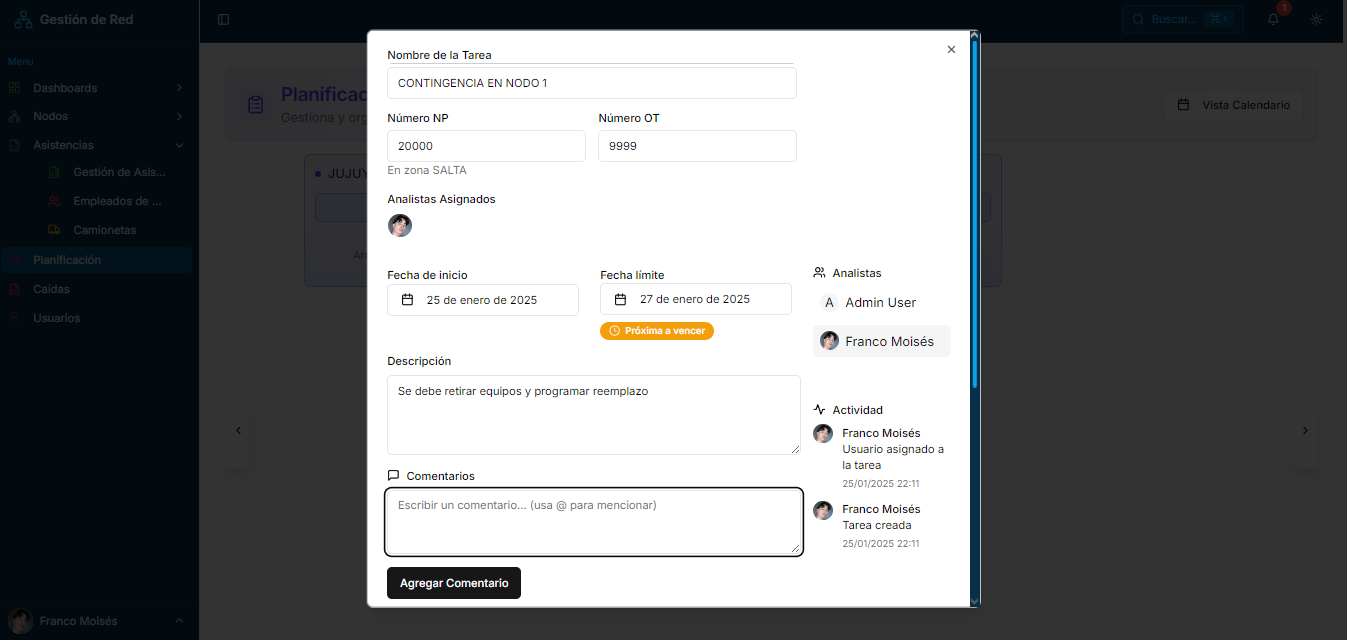 Gestión de Red
Buscar...
1
Menu
Dashboards
Nodos
Asistencias
Gestión de Asis...
Empleados de ...
Camionetas
Planificación
Caídas
Usuarios
Franco Moisés
Vista Calendario
Nombre de la Tarea
CONTINGENCIA EN NODO 1
Número NP
Número OT
20000
9999
En zona SALTA
Analistas Asignados
Fecha de inicio
Fecha límite
25 de enero de 2025
27 de enero de 2025
Próxima a vencer
Descripción
Se debe retirar equipos y programar reemplazo
Comentarios
Escribir un comentario... (usa @ para mencionar)
Agregar Comentario
Analistas
A Admin User
Franco Moisés
Actividad
Franco Moisés
Usuario asignado a
la tarea
25/01/2025 22:11
Franco Moisés
Tarea creada
25/01/2025 22:11